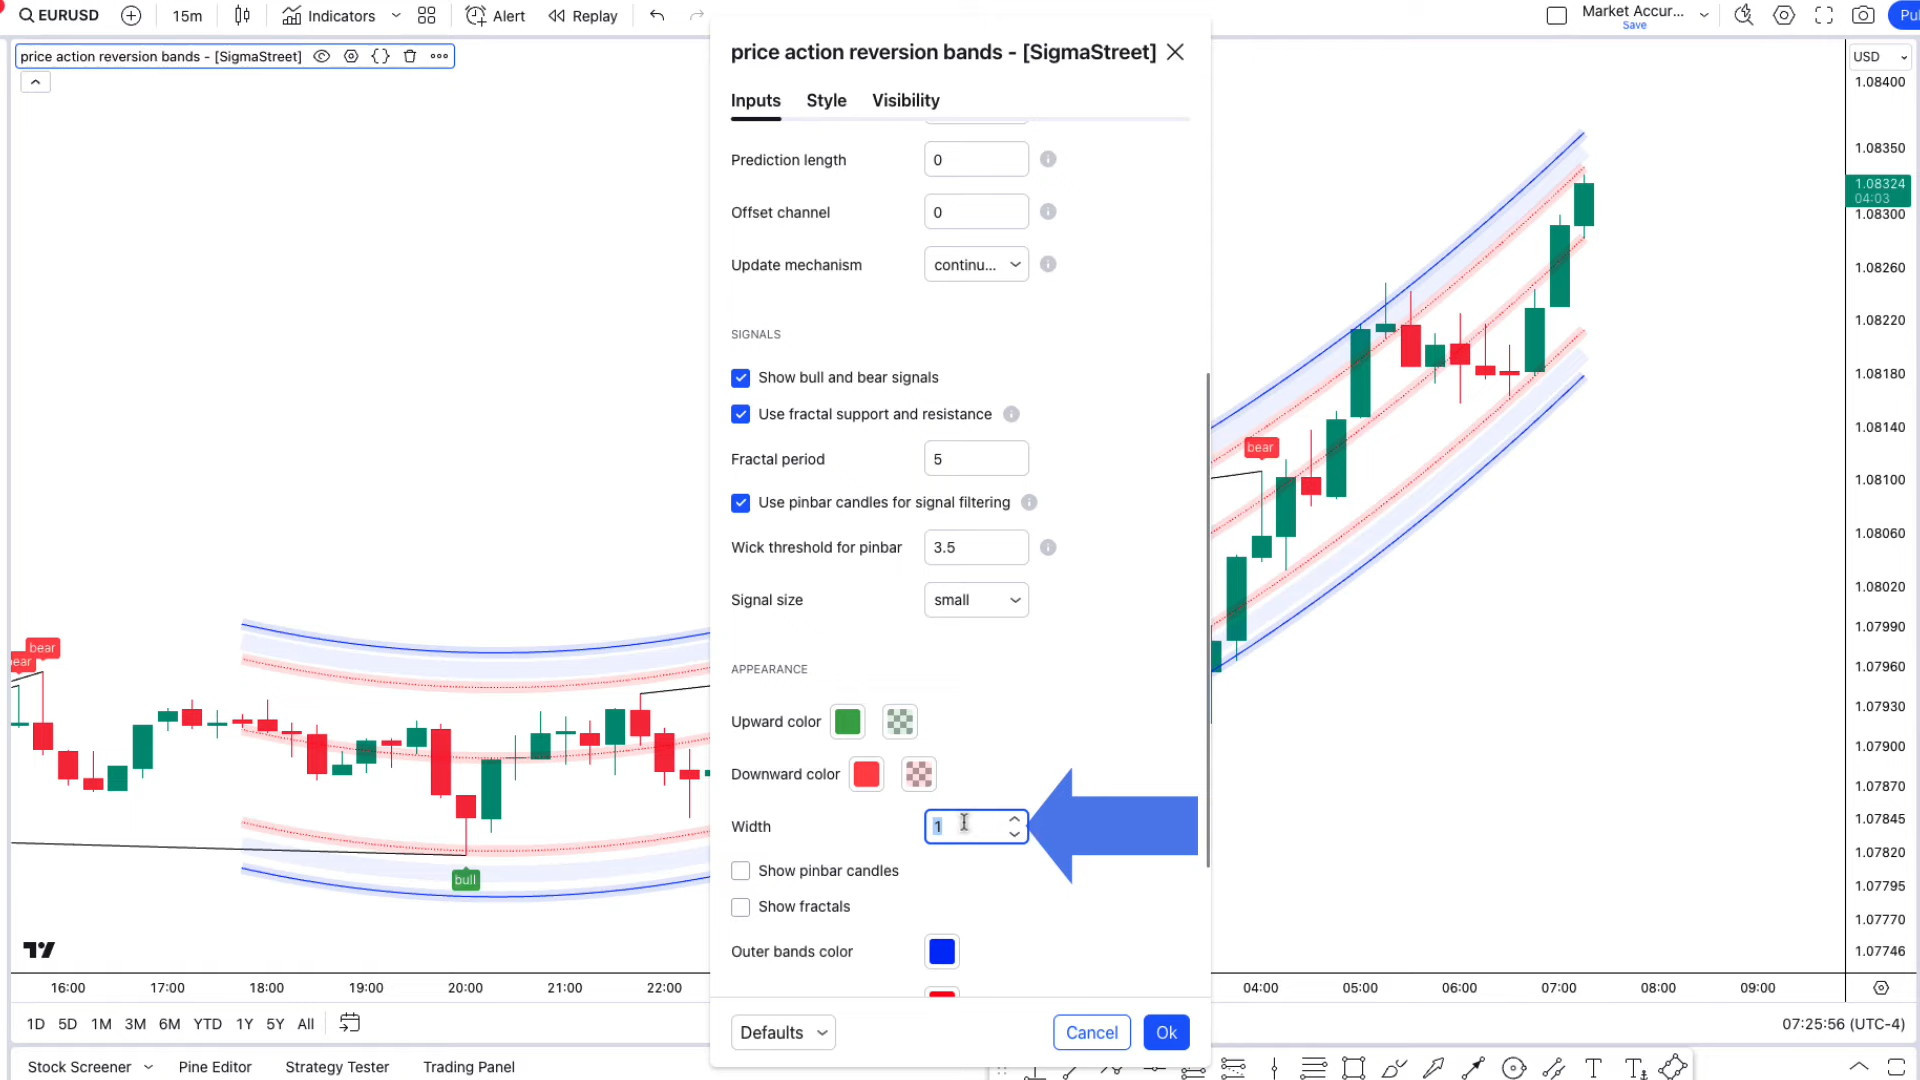 EURUSD
15m
Indicators
Alert
Replay
Market Accur...
Save
Pu
price action reversion bands - [SigmaStreet]
price action reversion bands - [SigmaStreet]
Inputs
Style
Visibility
Prediction length
0
Offset channel
0
Update mechanism
continu...
SIGNALS
Show bull and bear signals
Use fractal support and resistance
Fractal period
5
Use pinbar candles for signal filtering
Wick threshold for pinbar
3.5
Signal size
small
APPEARANCE
Upward color
Downward color
Width
1
Show pinbar candles
Show fractals
Outer bands color
Defaults
Cancel
Ok
bear
ear
bull
bear
USD
1.08400
1.08350
1.08324
04:03
1.08300
1.08260
1.08220
1.08180
1.08140
1.08100
1.08060
1.08020
1.07990
1.07960
1.07930
1.07900
1.07870
1.07845
1.07820
1.07795
1.07770
1.07746
16:00
17:00
18:00
19:00
20:00
21:00
22:00
04:00
05:00
06:00
07:00
08:00
09:00
1D
5D
1M
3M
6M
YTD
1Y
5Y
All
07:25:56 (UTC-4)
Stock Screener
Pine Editor
Strategy Tester
Trading Panel